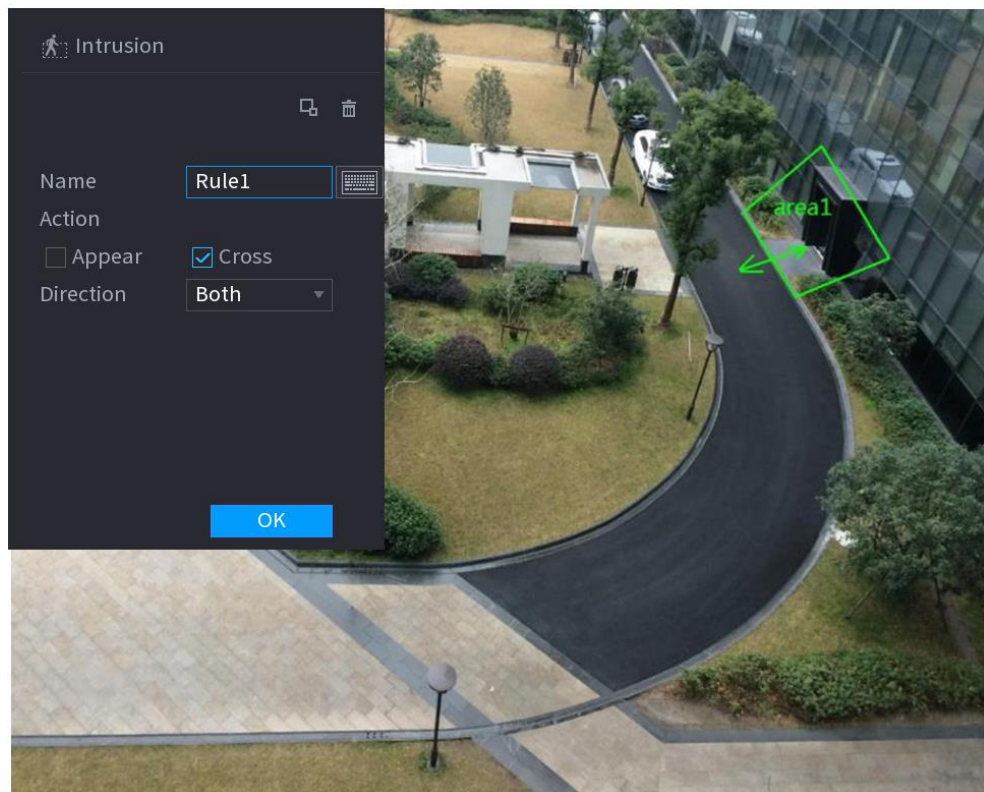 Intrusion
Name Rule1
Action
Appear Cross
Direction Both
OK
area1